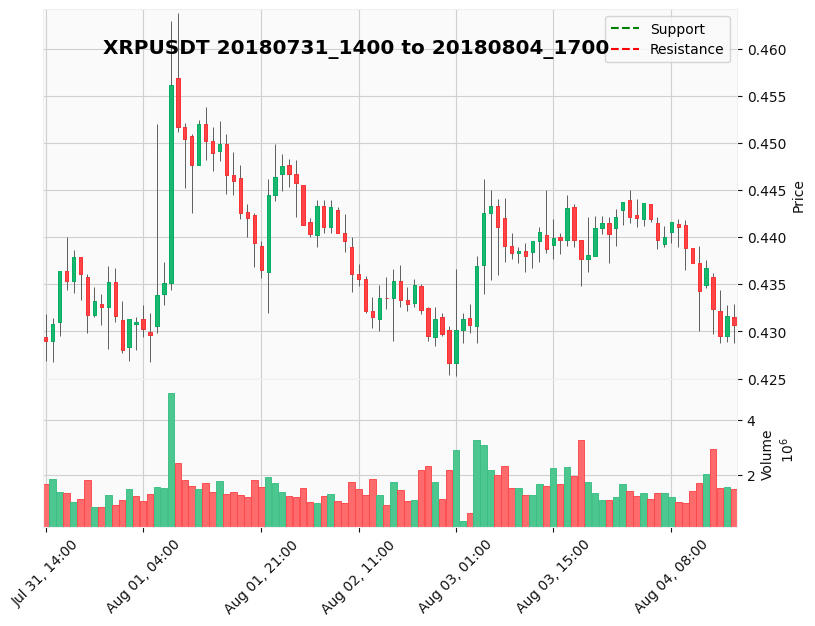 XRPUSDT 20180731_1400 to 20180804_1700
Support
Resistance
0.460
0.455
0.450
0.445
0.440
0.435
0.430
0.425
Price
4
2
Volume
10^6
Jul 31, 14:00
Aug 01, 04:00
Aug 01, 21:00
Aug 02, 11:00
Aug 03, 01:00
Aug 03, 15:00
Aug 04, 08:00